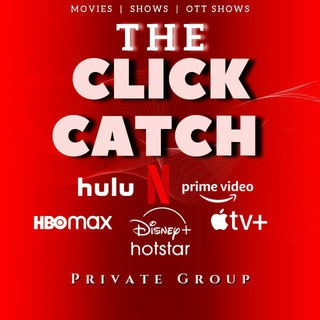 MOVIES | SHOWS | OTT SHOWS
THE
CLICK
CATCH
hulu N prime video
HBOMAX Disney+ hotstar tv+
PRIVATE GROUP